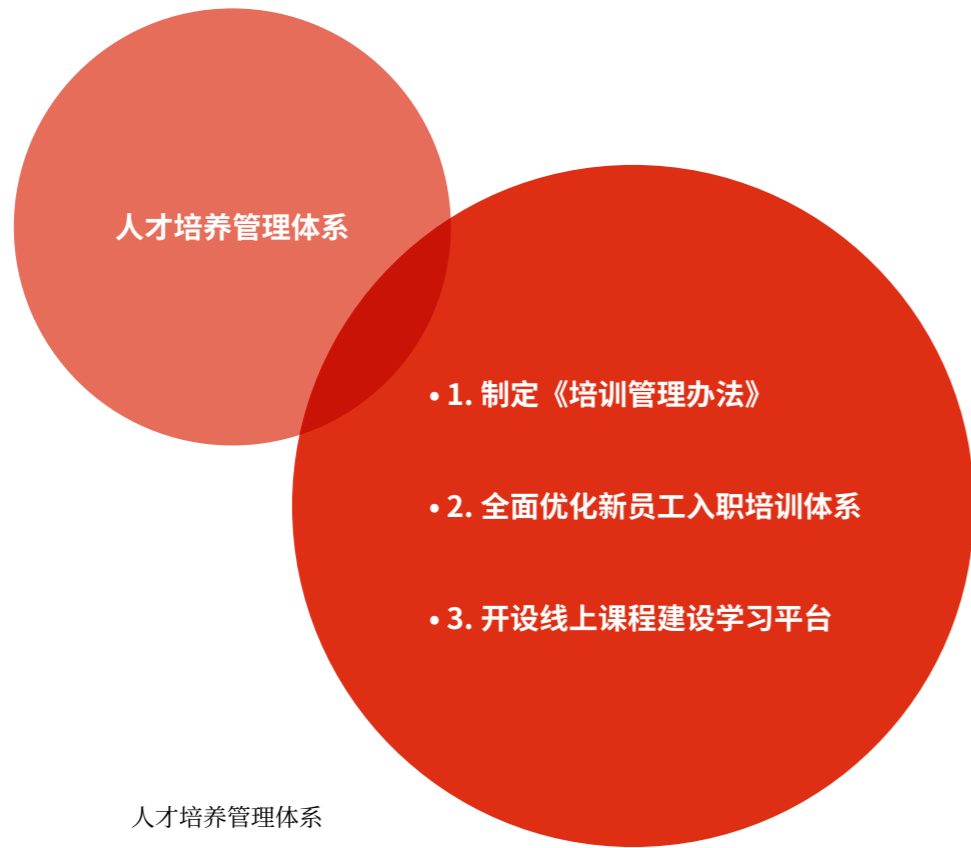 人才培养管理体系
• 1. 制定《培训管理办法》
• 2. 全面优化新员工入职培训体系
• 3. 开设线上课程建设学习平台
人才培养管理体系